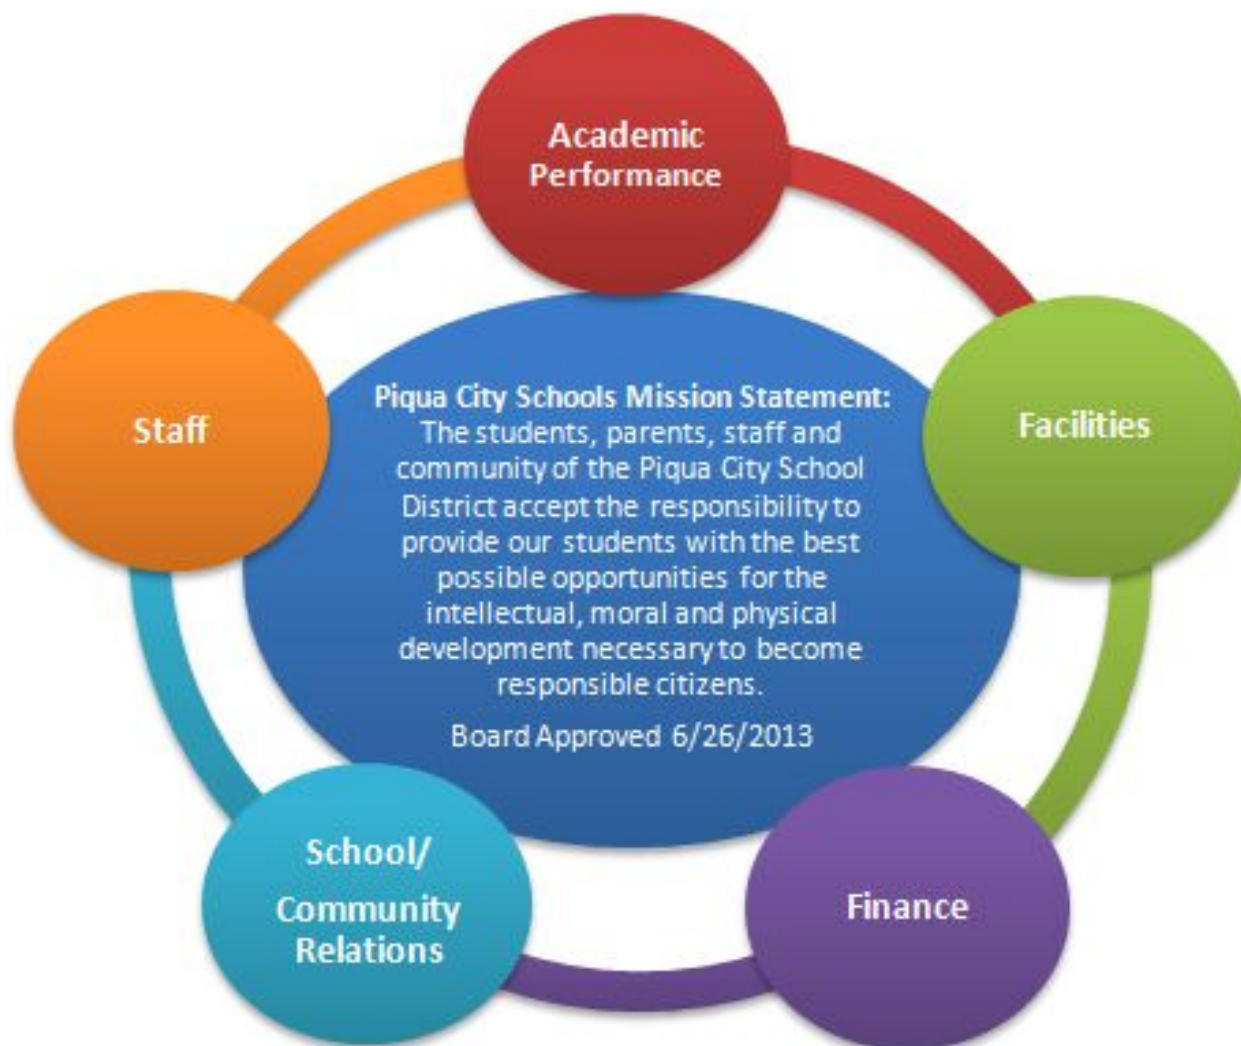 Academic
Performance
Staff
Facilities
Piqua City Schools Mission Statement:
The students, parents, staff and
community of the Piqua City School
District accept the responsibility to
provide our students with the best
possible opportunities for the
intellectual, moral and physical
development necessary to become
responsible citizens.
Board Approved 6/26/2013
School/
Community
Relations
Finance